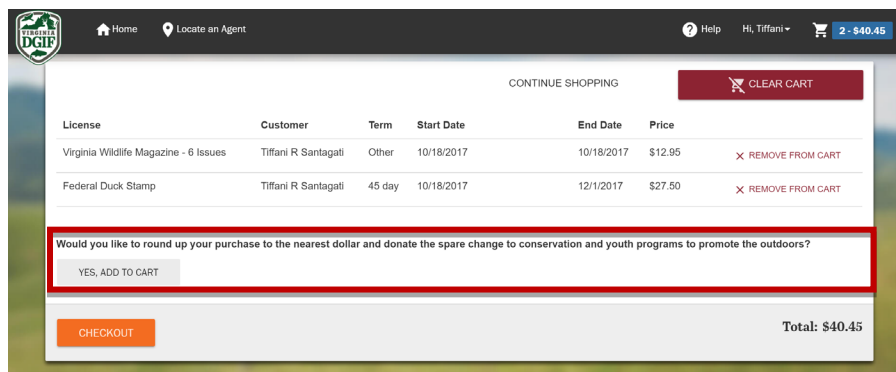 VIRGINIA
DGIF
Home
Locate an Agent
Help
Hi, Tiffani
2 - $40.45
CONTINUE SHOPPING
CLEAR CART
License Customer Term Start Date End Date Price
Virginia Wildlife Magazine - 6 Issues Tiffani R Santagati Other 10/18/2017 10/18/2017 $12.95 REMOVE FROM CART
Federal Duck Stamp Tiffani R Santagati 45 day 10/18/2017 12/1/2017 $27.50 REMOVE FROM CART
Would you like to round up your purchase to the nearest dollar and donate the spare change to conservation and youth programs to promote the outdoors?
YES, ADD TO CART
CHECKOUT
Total: $40.45